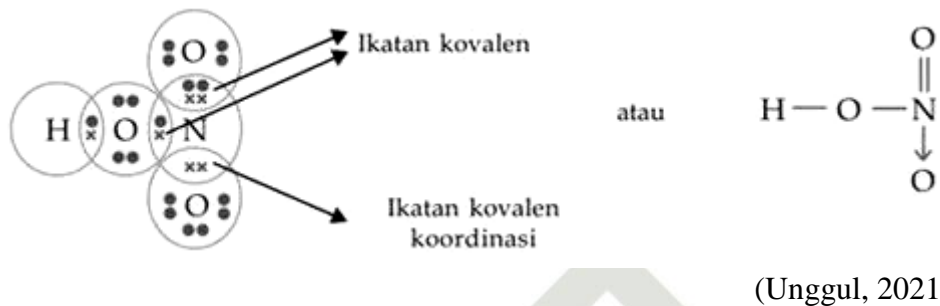 O
Ikatan kovalen
H O N
O
Ikatan kovalen
koordinasi
atau
O
H — O — N
O
(Unggul, 2021